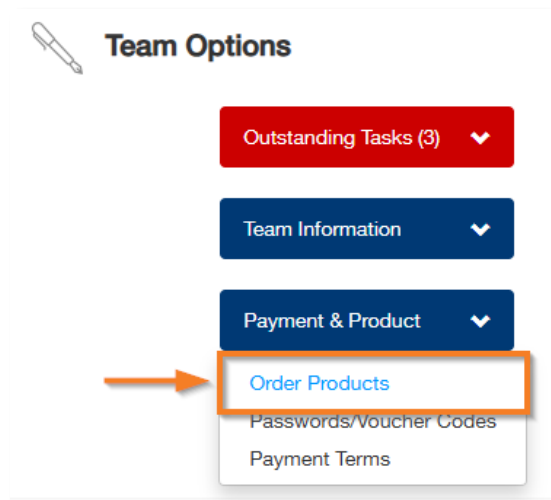 Team Options
Outstanding Tasks (3)
Team Information
Payment & Product
Order Products
Passwords/Voucher Codes
Payment Terms